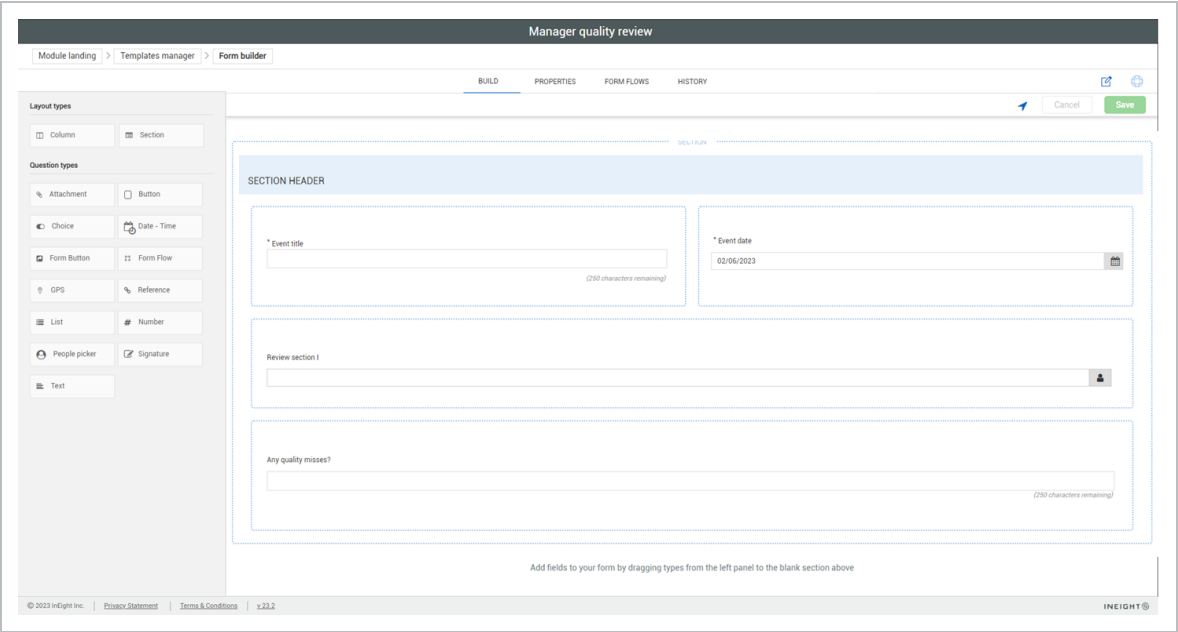 Manager quality review
Module landing > Templates manager > Form builder
BUILD PROPERTIES FORM FLOWS HISTORY
Cancel Save
Layout types
Column Section
Question types
Attachment Button
Choice Date - Time
Form Button Form Flow
GPS Reference
List # Number
People picker Signature
Text
SECTION
SECTION HEADER
* Event title
(250 characters remaining)
* Event date
02/06/2023
Review section I
Any quality misses?
(250 characters remaining)
Add fields to your form by dragging types from the left panel to the blank section above
© 2023 InEight Inc. | Privacy Statement | Terms & Conditions | v 23.2
INEIGHT